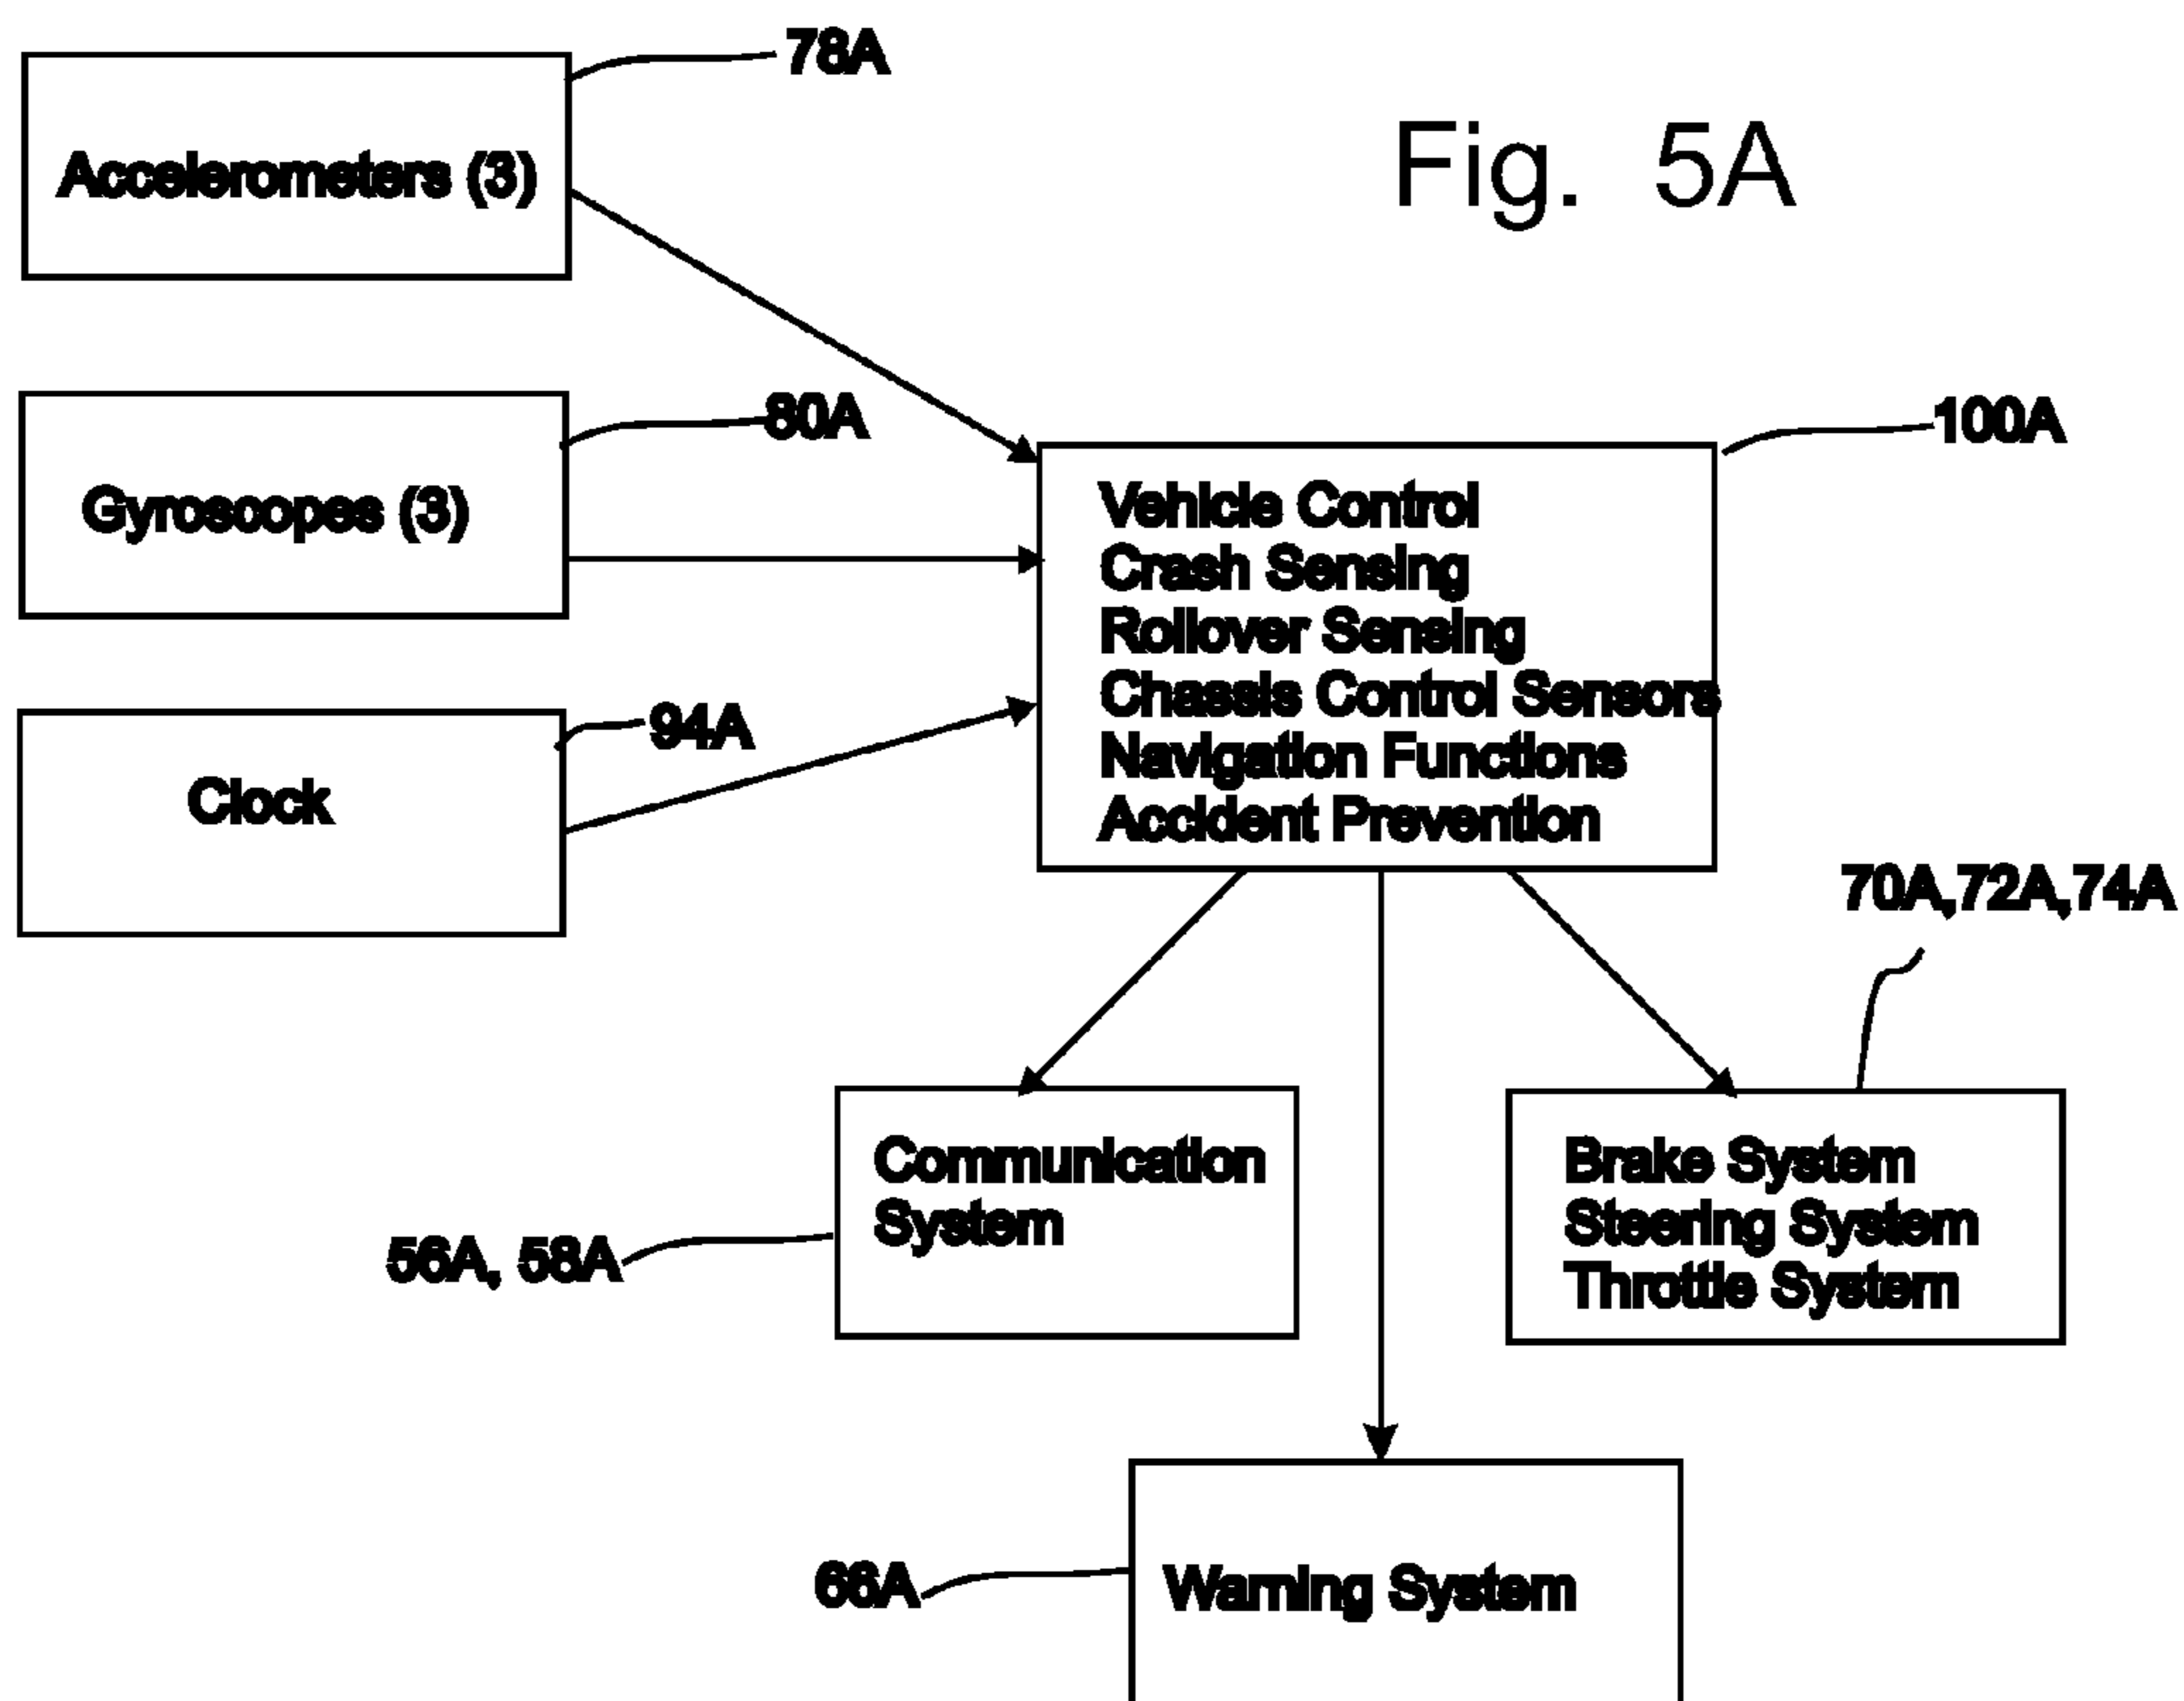 78A
Fig. 5A
Accelerometers (3)
80A
100A
Gyroscopes (3)
Vehicle Control
Crash Sensing
Rollover Sensing
Chassis Control Sensors
Navigation Functions
Accident Prevention
94A
Clock
70A,72A,74A
Communication
System
56A, 58A
Brake System
Steering System
Throttle System
66A
Warning System